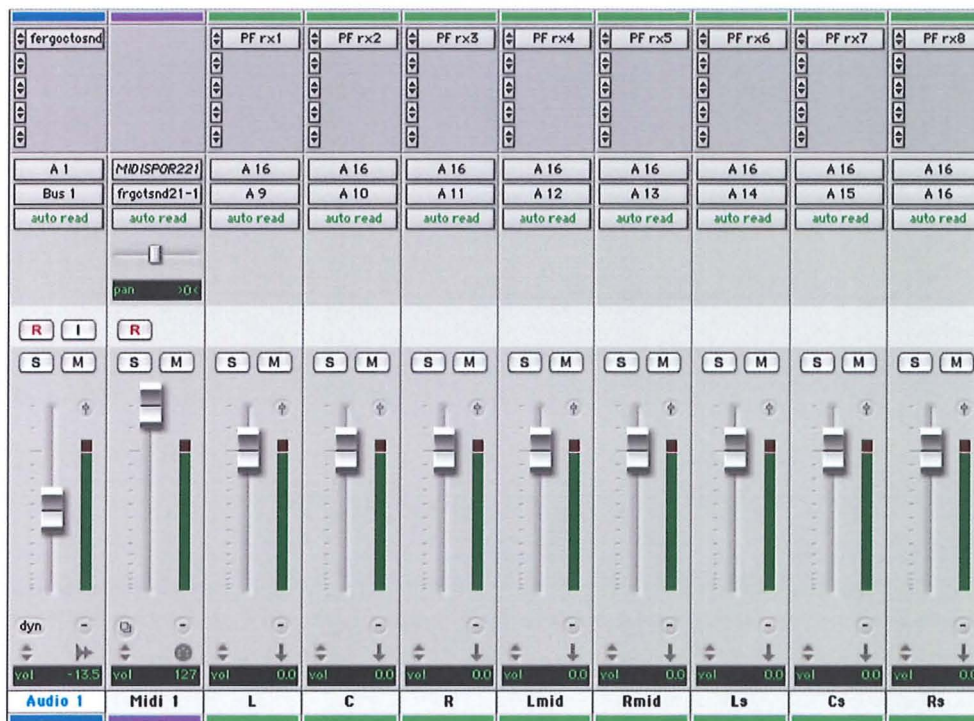 fergoctosnd PF rx1 PF rx2 PF rx3 PF rx4 PF rx5 PF rx6 PF rx7 PF rx8
A 1 MIDISPOR221 A 16 A 16 A 16 A 16 A 16 A 16 A 16 A 16
Bus 1 frgotsnd21-1 A 9 A 10 A 11 A 12 A 13 A 14 A 15 A 16
auto read auto read auto read auto read auto read auto read auto read auto read auto read auto read
pan >0<
R I R
S M S M S M S M S M S M S M S M S M S M
dyn
vol -13.5 vol 127 vol 0.0 vol 0.0 vol 0.0 vol 0.0 vol 0.0 vol 0.0 vol 0.0 vol 0.0
Audio 1 Midi 1 L C R Lmid Rmid Ls Cs Rs